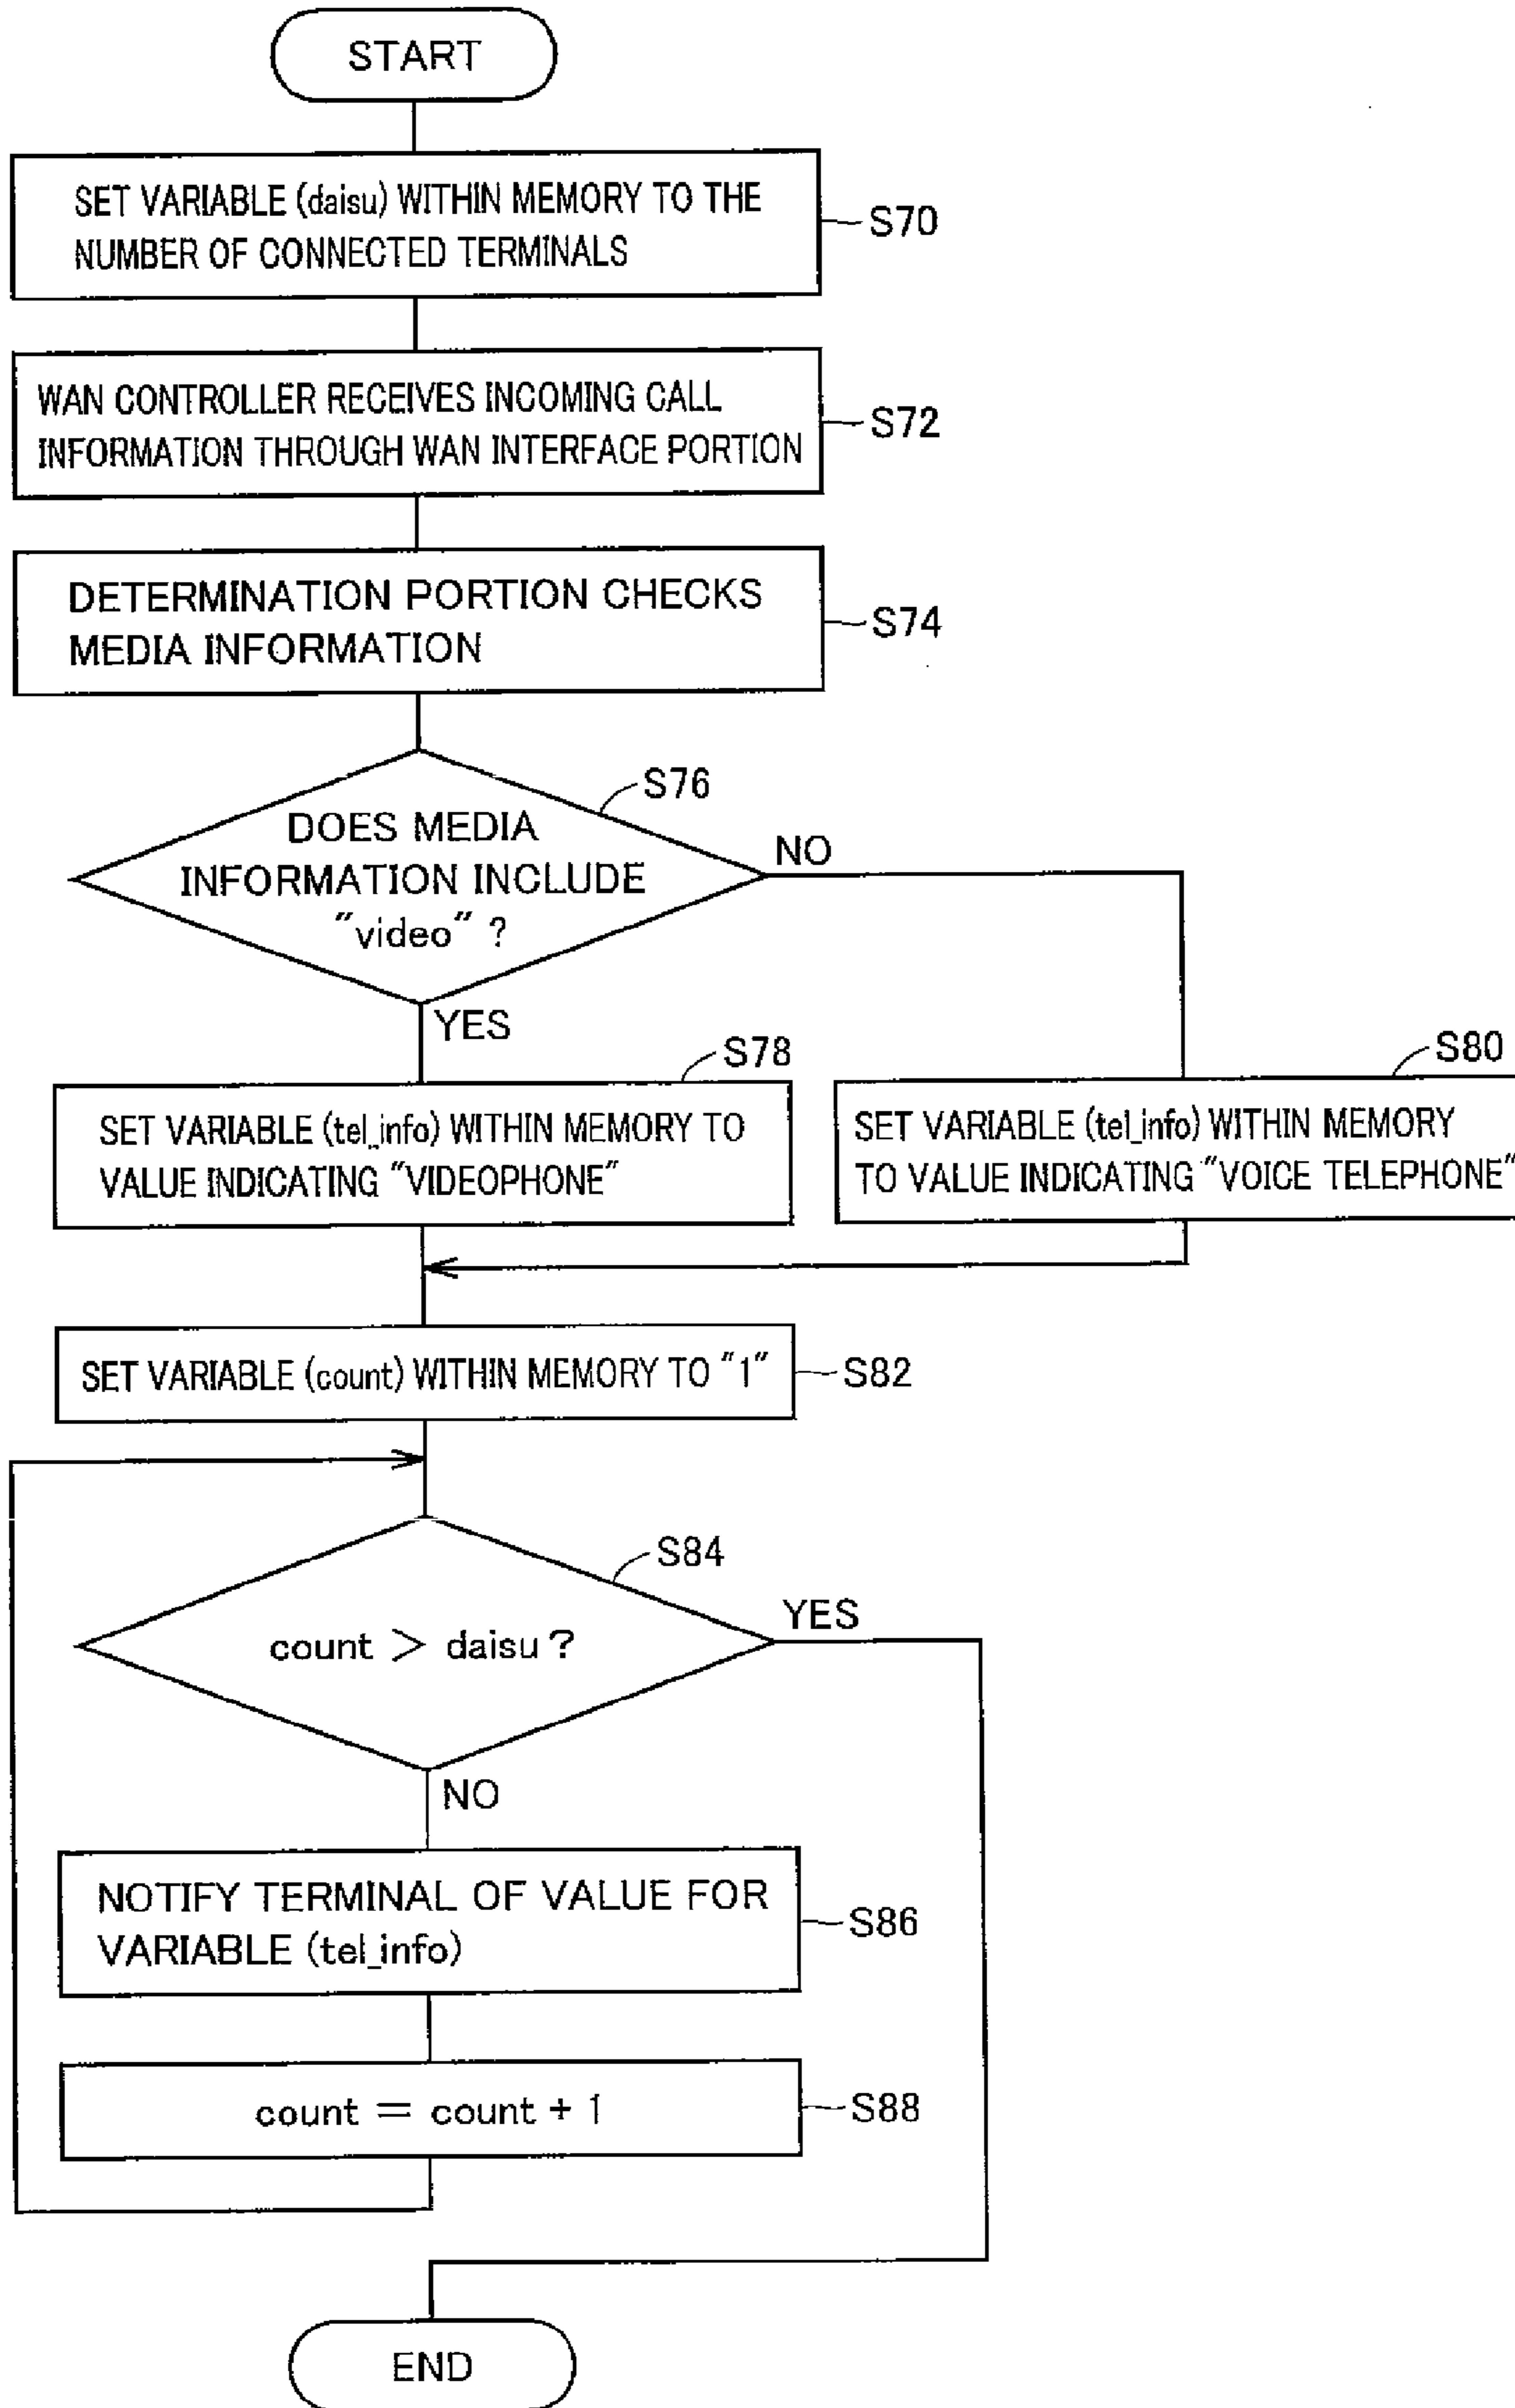 START
SET VARIABLE (daisu) WITHIN MEMORY TO THE
NUMBER OF CONNECTED TERMINALS
S70
WAN CONTROLLER RECEIVES INCOMING CALL
INFORMATION THROUGH WAN INTERFACE PORTION
S72
DETERMINATION PORTION CHECKS
MEDIA INFORMATION
S74
S76
DOES MEDIA
INFORMATION INCLUDE
"video" ?
NO
YES
S78
SET VARIABLE (tel_info) WITHIN MEMORY TO
VALUE INDICATING "VIDEOPHONE"
S80
SET VARIABLE (tel_info) WITHIN MEMORY
TO VALUE INDICATING "VOICE TELEPHONE"
SET VARIABLE (count) WITHIN MEMORY TO "1"
S82
S84
count > daisu ?
YES
NO
NOTIFY TERMINAL OF VALUE FOR
VARIABLE (tel_info)
S86
count = count + 1
S88
END